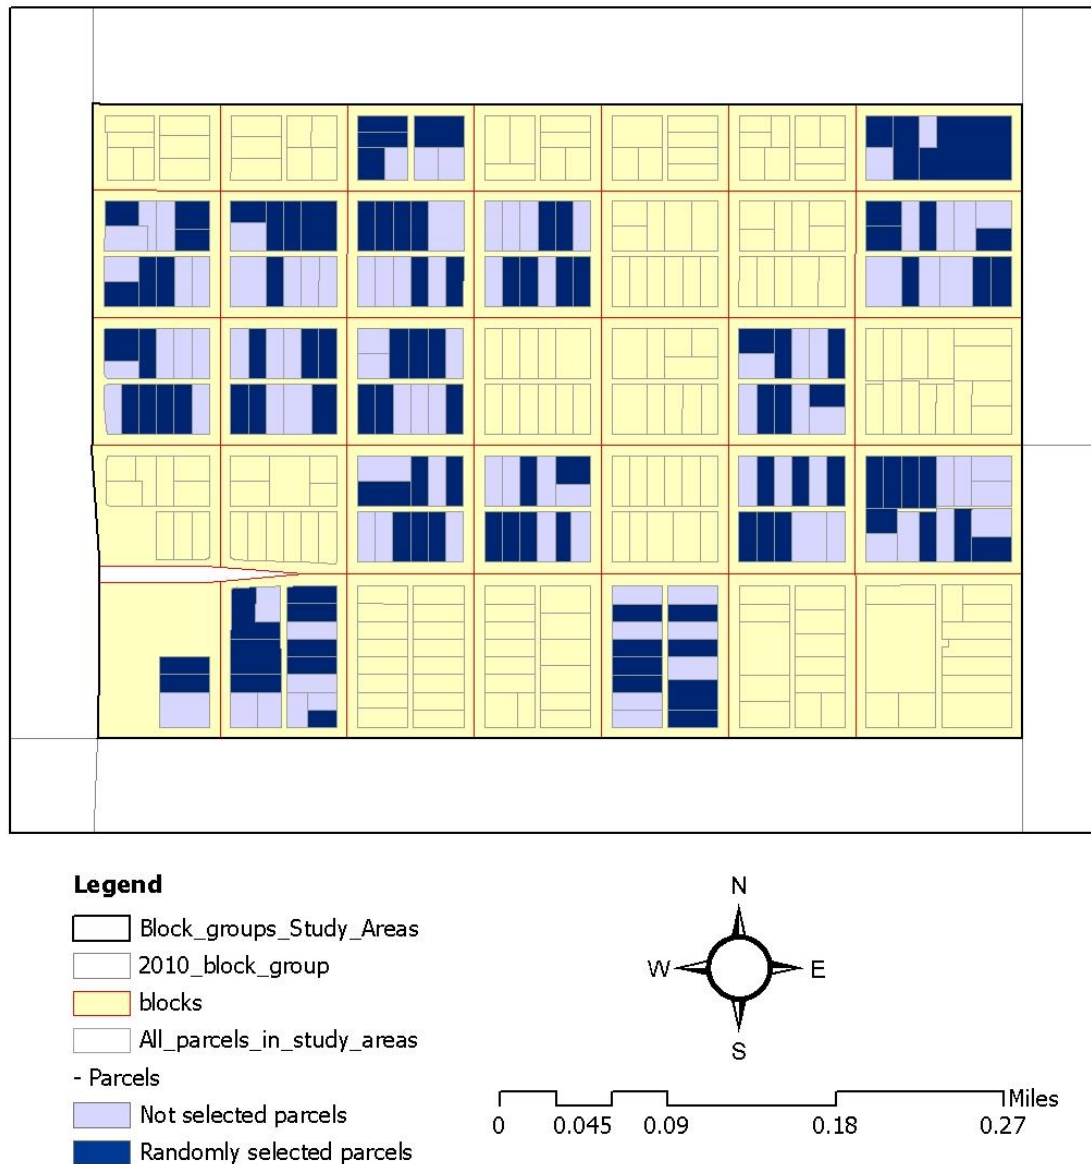 Legend
Block_groups_Study_Areas
2010_block_group
blocks
All_parcels_in_study_areas
- Parcels
Not selected parcels
Randomly selected parcels
N
W E
S
Miles
0 0.045 0.09 0.18 0.27